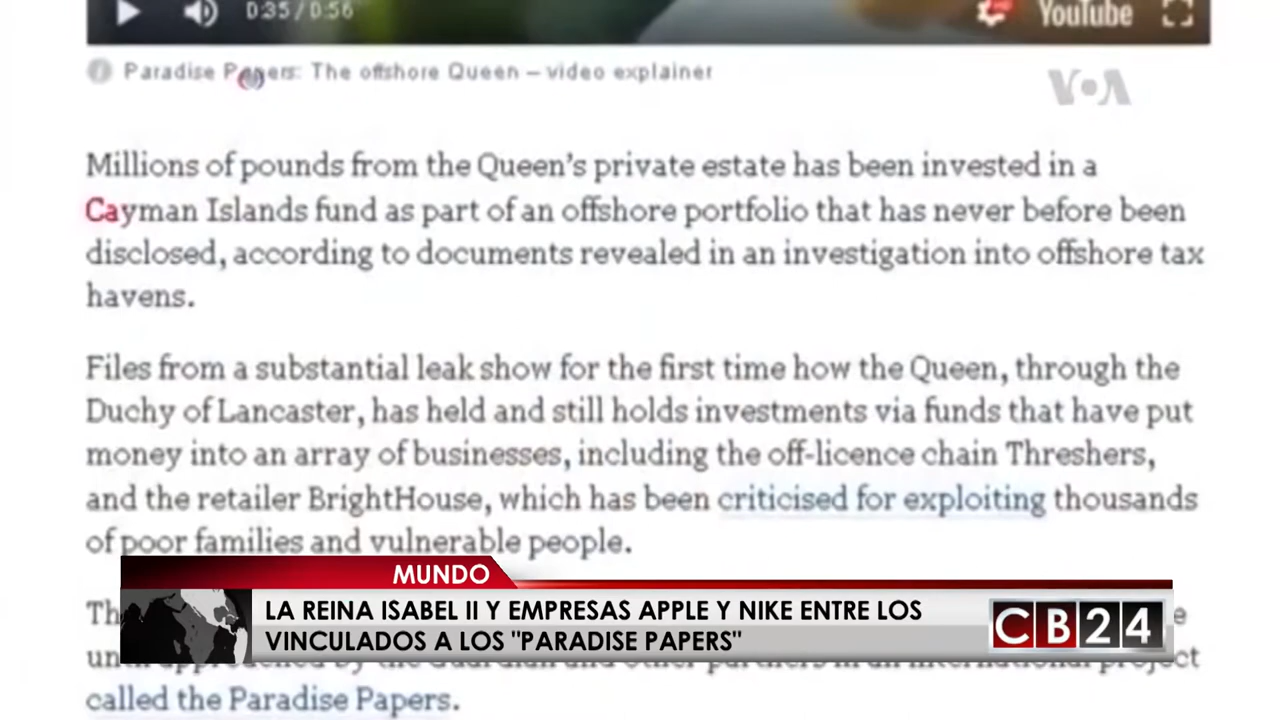 0:35 / 0:56
YouTube
Paradise Papers: The offshore Queen – video explainer
VOA
Millions of pounds from the Queen's private estate has been invested in a
Cayman Islands fund as part of an offshore portfolio that has never before been
disclosed, according to documents revealed in an investigation into offshore tax
havens.
Files from a substantial leak show for the first time how the Queen, through the
Duchy of Lancaster, has held and still holds investments via funds that have put
money into an array of businesses, including the off-licence chain Threshers,
and the retailer BrightHouse, which has been criticised for exploiting thousands
of poor families and vulnerable people.
MUNDO
LA REINA ISABEL II Y EMPRESAS APPLE Y NIKE ENTRE LOS
VINCULADOS A LOS "PARADISE PAPERS"
CB24
called the Paradise Papers.